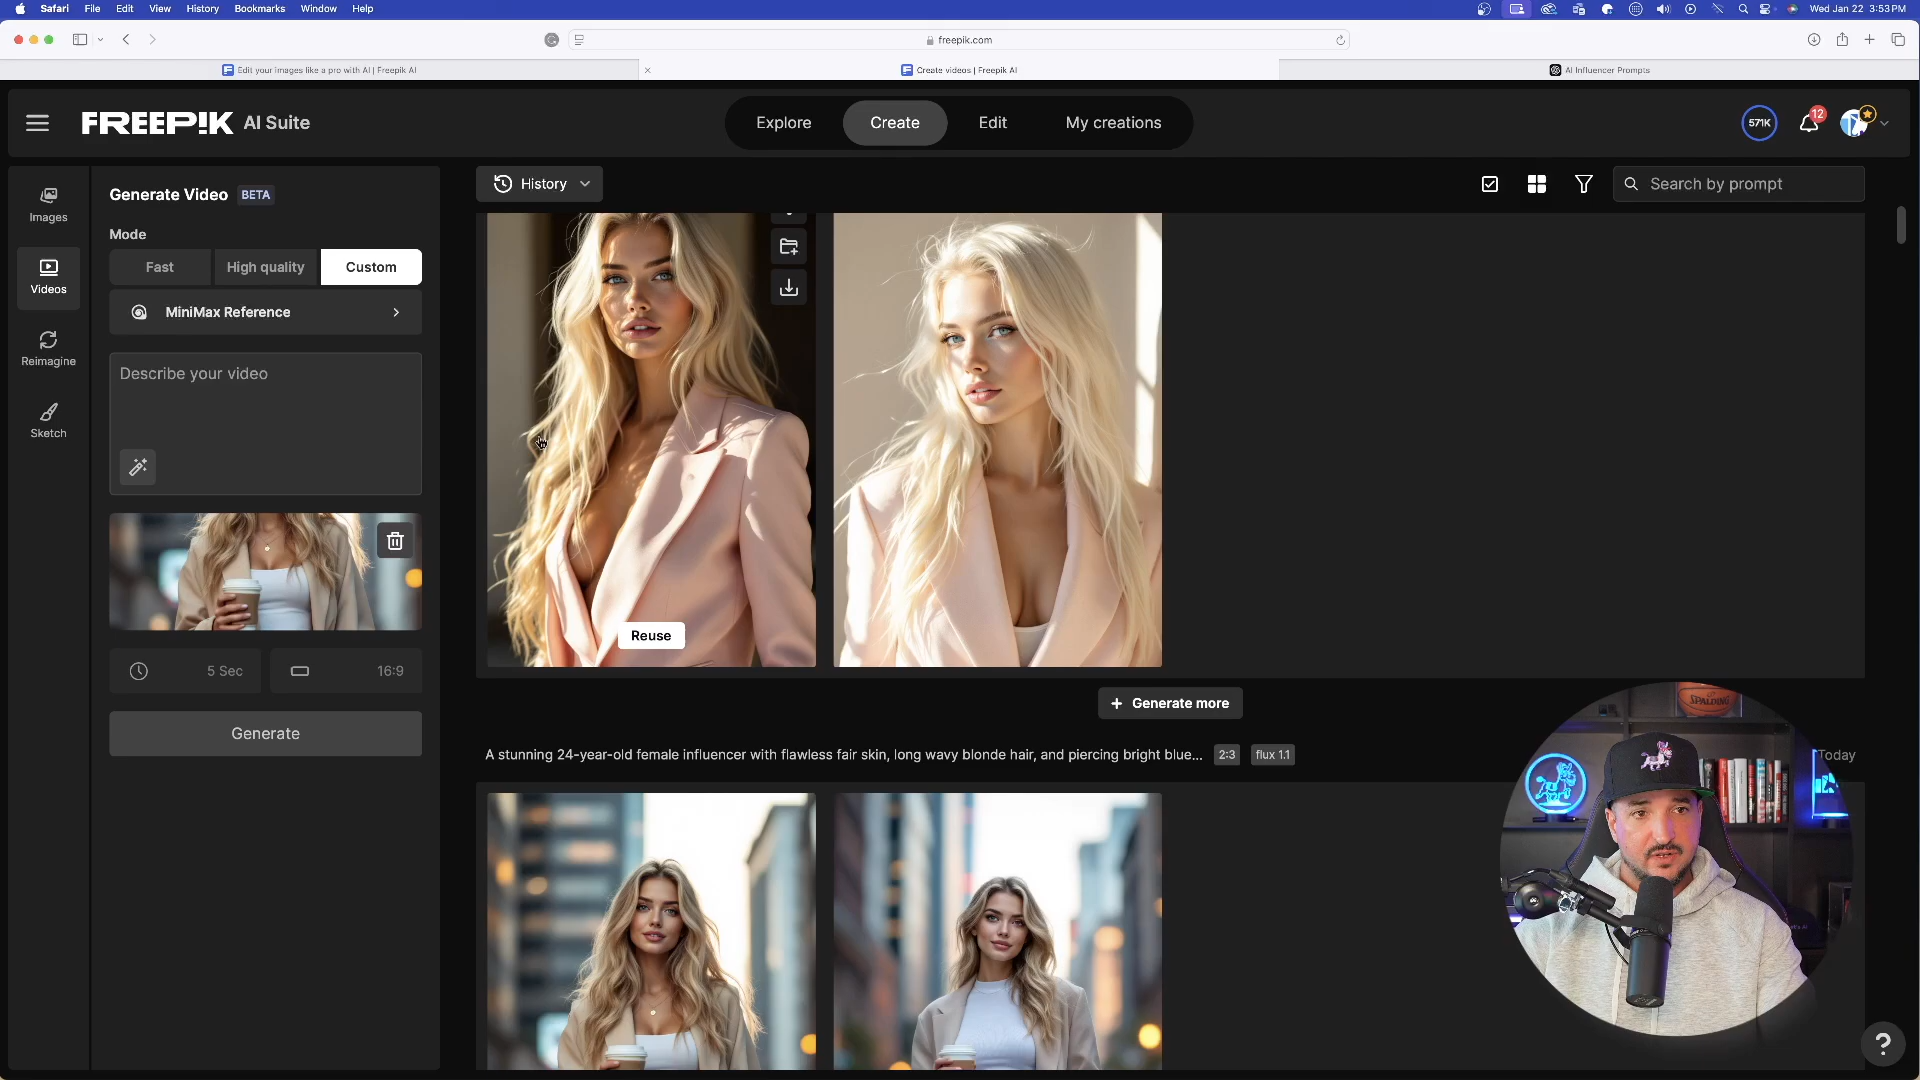 Safari File Edit View History Bookmarks Window Help
Wed Jan 22 3:53 PM
freepik.com
Edit your images like a pro with AI | Freepik AI
Create videos | Freepik AI
AI Influencer Prompts
FREEPIK AI Suite
Explore
Create
Edit
My creations
571K
12
Images
Videos
Reimagine
Sketch
Generate Video BETA
Mode
Fast
High quality
Custom
MiniMax Reference
Describe your video
5 Sec
16:9
Generate
History
Search by prompt
Reuse
+ Generate more
A stunning 24-year-old female influencer with flawless fair skin, long wavy blonde hair, and piercing bright blue... 2:3 flux 1.1
Today
SPALDING
?